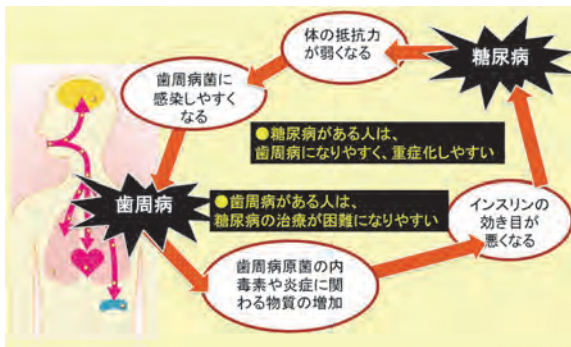 体の抵抗力
が弱くなる
糖尿病
歯周病菌に
感染しやすく
なる
●糖尿病がある人は、
歯周病になりやすく、重症化しやすい
歯周病
●歯周病がある人は、
糖尿病の治療が困難になりやすい
インスリンの
効き目が
悪くなる
歯周病原菌の内
毒素や炎症に関
わる物質の増加